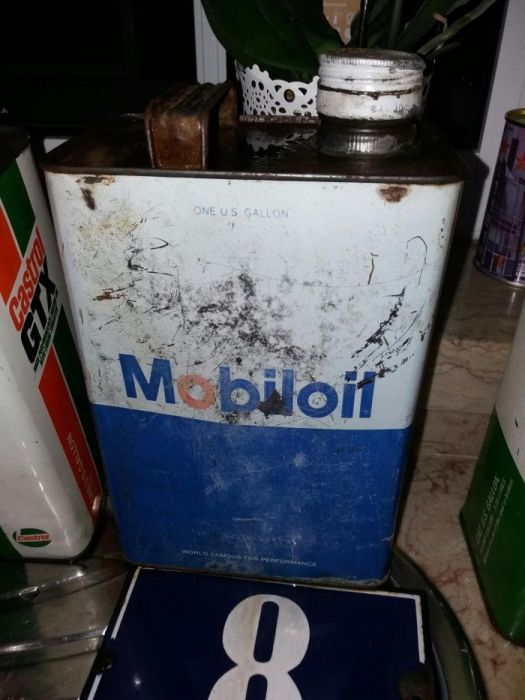 ONE U.S. GALLON
Mobiloil
WORLD FAMOUS FOR PERFORMANCE
Castrol
GTX
Castrol
8